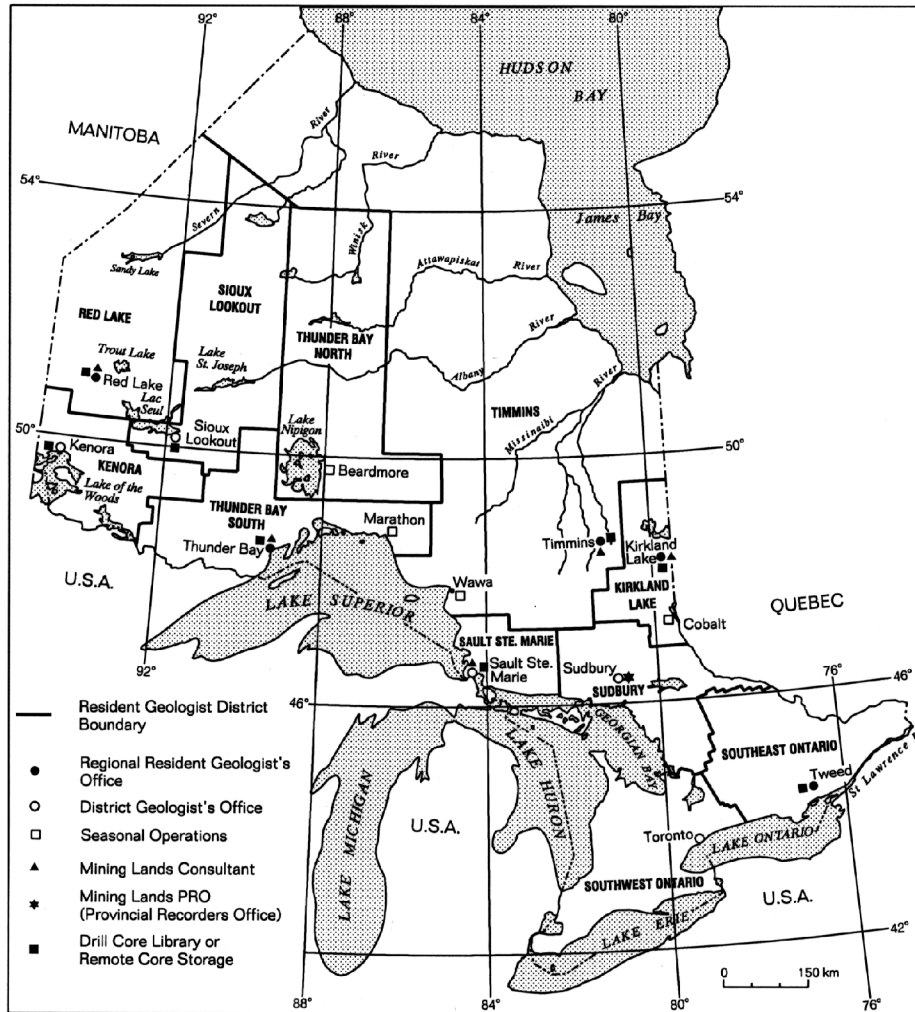 92°
88°
84°
80°
HUDSON
BAY
MANITOBA
River
River
54°
54°
Severn
Winisk
James Bay
Sandy Lake
Attawapiskat
River
SIOUX
LOOKOUT
RED LAKE
THUNDER BAY
NORTH
River
Trout Lake
Lake
St. Joseph
Albany
River
Red Lake
Lac
Seul
TIMMINS
Missinaibi
50°
Sioux
Lookout
Lake
Nipigon
50°
Kenora
KENORA
Beardmore
Lake of the
Woods
THUNDER BAY
SOUTH
Marathon
Thunder Bay
Timmins
Kirkland
Lake
U.S.A.
Wawa
KIRKLAND
LAKE
QUEBEC
LAKE SUPERIOR
Cobalt
SAULT STE. MARIE
92°
Sault Ste.
Marie
Sudbury
SUDBURY
76°
46°
46°
GEORGIAN BAY
SOUTHEAST ONTARIO
LAKE HURON
Tweed
St Lawrence
LAKE MICHIGAN
U.S.A.
Toronto
LAKE ONTARIO
SOUTHWEST ONTARIO
U.S.A.
LAKE ERIE
42°
0 150 km
88°
84°
80°
76°
Resident Geologist District
Boundary
Regional Resident Geologist's
Office
District Geologist's Office
Seasonal Operations
Mining Lands Consultant
Mining Lands PRO
(Provincial Recorders Office)
Drill Core Library or
Remote Core Storage